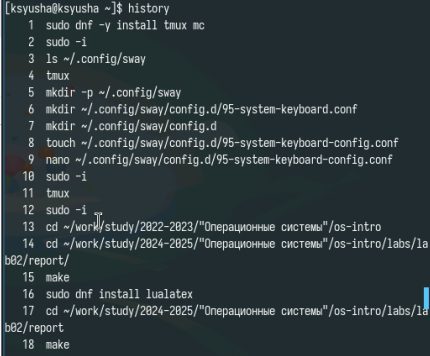 [ksyusha@ksyusha ~]$ history
1 sudo dnf -y install tmux mc
2 sudo -i
3 ls ~/.config/sway
4 tmux
5 mkdir -p ~/.config/sway
6 mkdir ~/.config/sway/config.d/95-system-keyboard.conf
7 mkdir ~/.config/sway/config.d
8 touch ~/.config/sway/config.d/95-system-keyboard-config.conf
9 nano ~/.config/sway/config.d/95-system-keyboard-config.conf
10 sudo -i
11 tmux
12 sudo -i
13 cd ~/work/study/2022-2023/"Операционные системы"/os-intro
14 cd ~/work/study/2024-2025/"Операционные системы"/os-intro/labs/la
b02/report/
15 make
16 sudo dnf install lualatex
17 cd ~/work/study/2024-2025/"Операционные системы"/os-intro/labs/la
b02/report
18 make